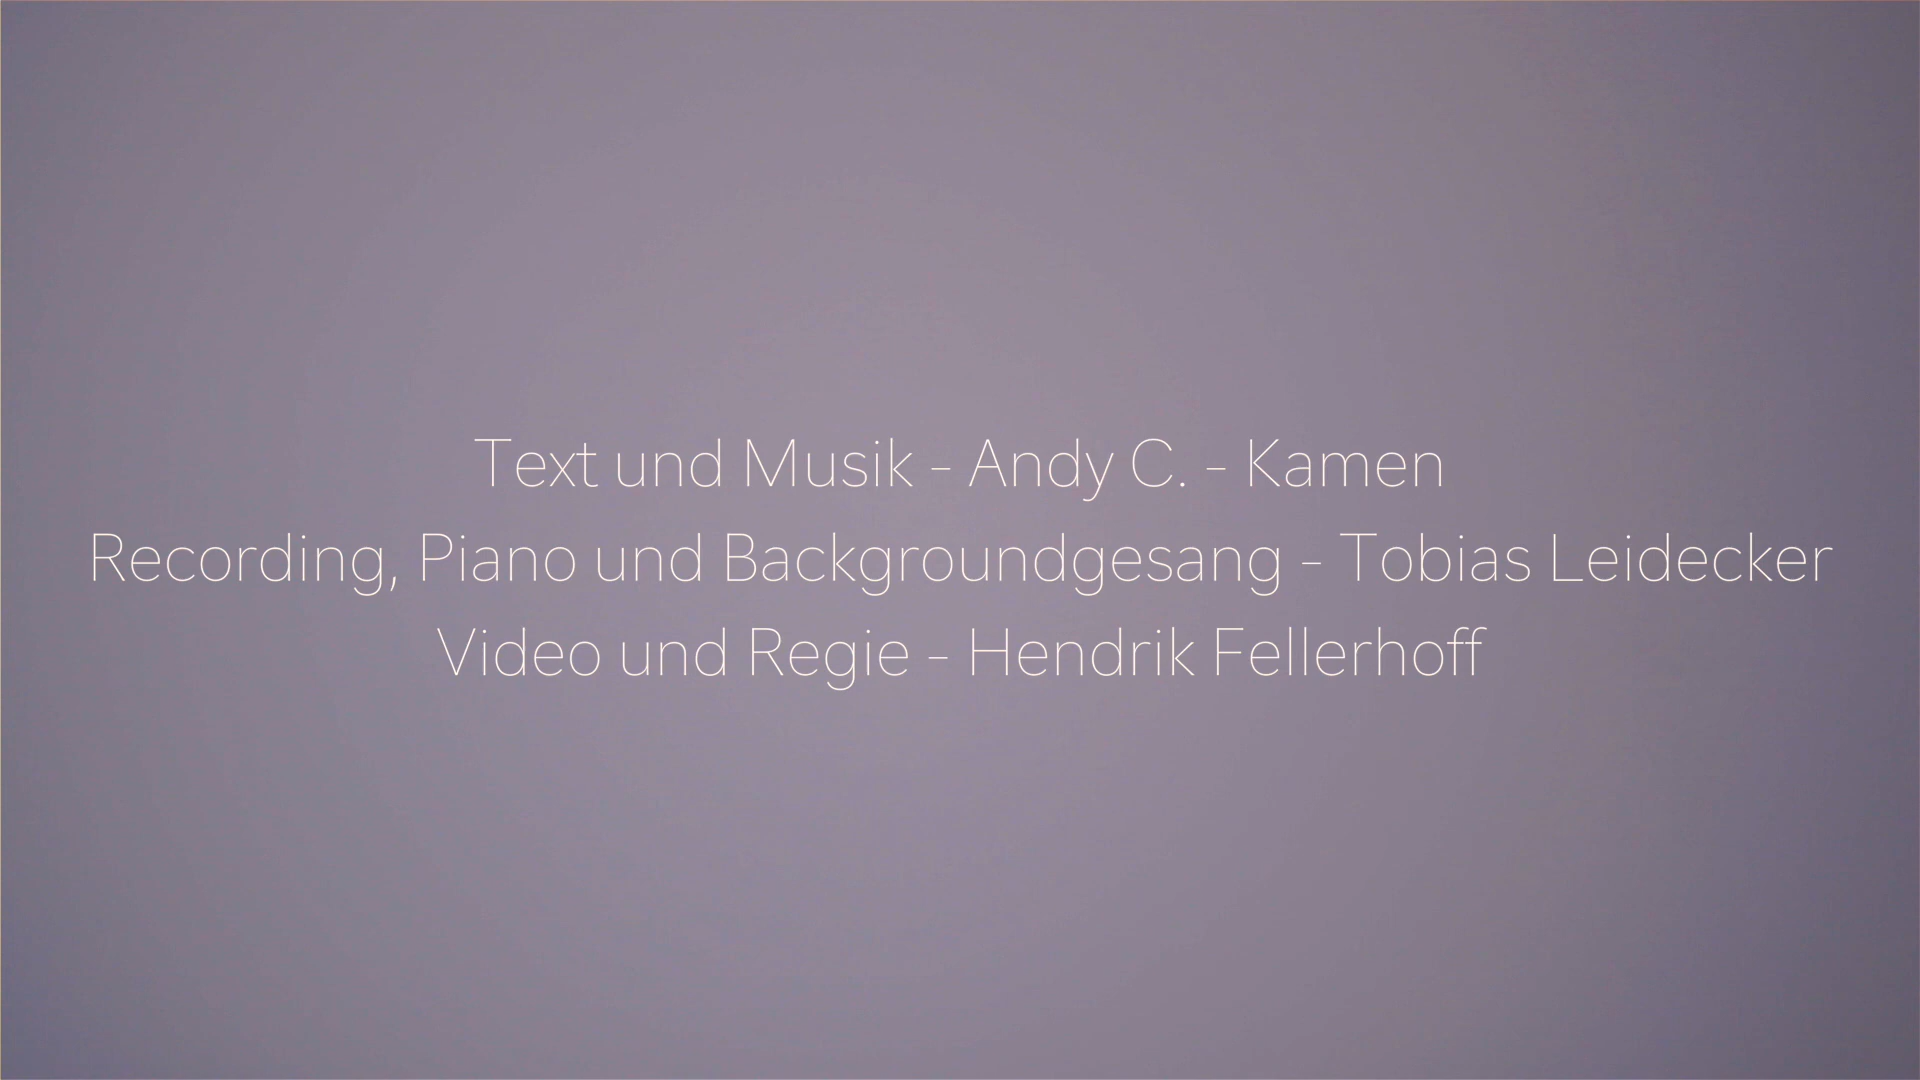 Text und Musik - Andy C. - Kamen
Recording, Piano und Backgroundgesang - Tobias Leidecker
Video und Regie - Hendrik Fellerhoff